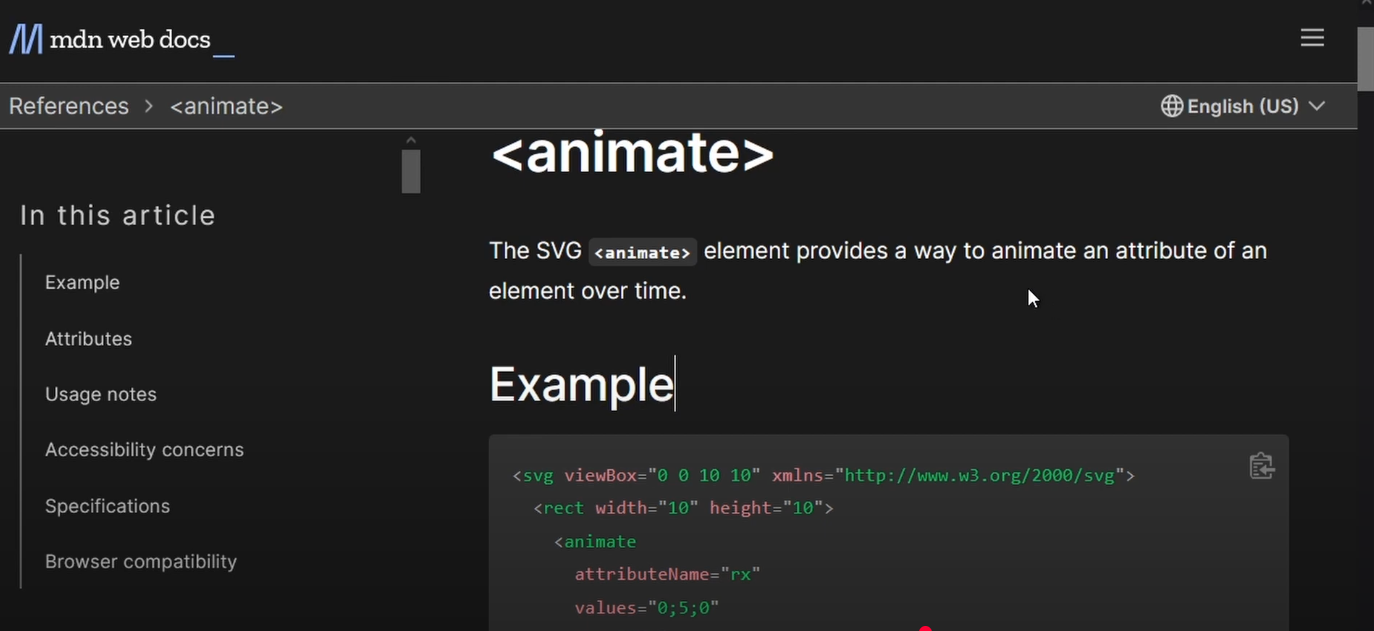 mdn web docs_
References > <animate>
English (US)
In this article
Example
Attributes
Usage notes
Accessibility concerns
Specifications
Browser compatibility
<animate>
The SVG <animate> element provides a way to animate an attribute of an
element over time.
Example
<svg viewBox="0 0 10 10" xmlns="http://www.w3.org/2000/svg">
<rect width="10" height="10">
<animate
attributeName="rx"
values="0;5;0"